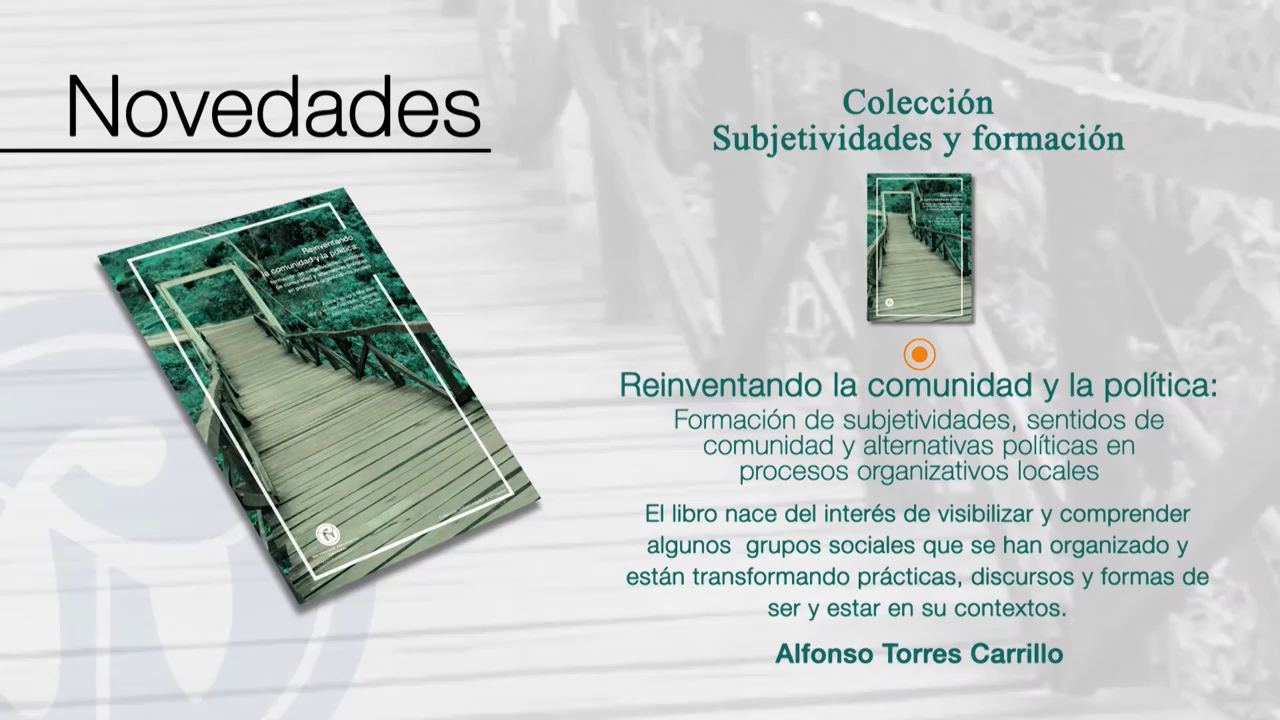 Novedades
Colección
Subjetividades y formación
Reinventando
la comunidad y la política:
Reinventando la comunidad y la política:
Formación de subjetividades, sentidos de
comunidad y alternativas políticas en
procesos organizativos locales
El libro nace del interés de visibilizar y comprender
algunos grupos sociales que se han organizado y
están transformando prácticas, discursos y formas de
ser y estar en su contextos.
Alfonso Torres Carrillo